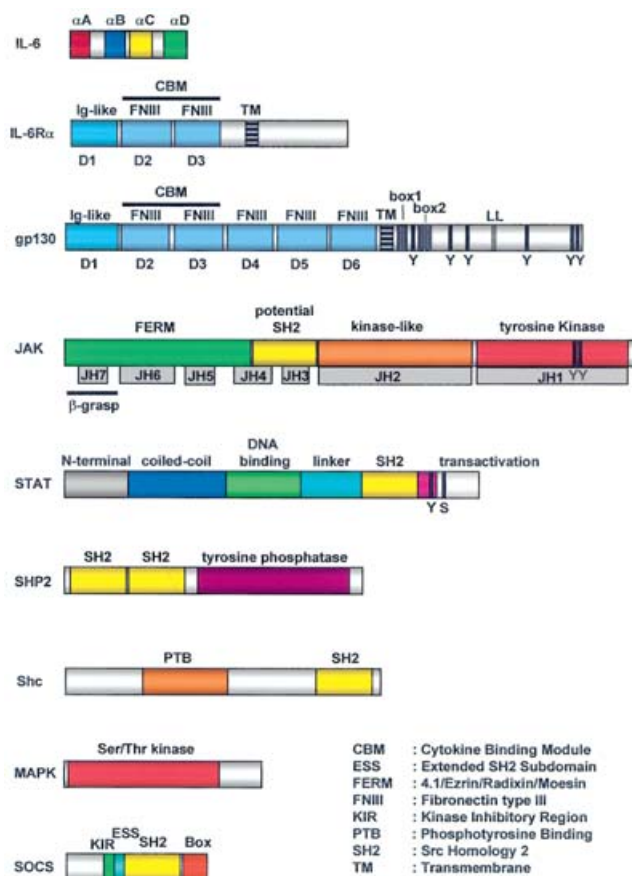 αA αB αC αD
IL-6
CBM
Ig-like FNIII FNIII TM
IL-6Rα
D1 D2 D3
CBM
box1
box2
Ig-like FNIII FNIII FNIII FNIII FNIII TM LL
gp130
Y Y Y Y YY
D1 D2 D3 D4 D5 D6
potential
FERM SH2 kinase-like tyrosine Kinase
JAK
JH7 JH6 JH5 JH4 JH3 JH2 JH1 YY
β-grasp
DNA
N-terminal coiled-coil binding linker SH2 transactivation
STAT
Y S
SH2 SH2 tyrosine phosphatase
SHP2
PTB SH2
Shc
Ser/Thr kinase
MAPK
ESS
KIR SH2 Box
SOCS
CBM : Cytokine Binding Module
ESS : Extended SH2 Subdomain
FERM : 4.1/Ezrin/Radixin/Moesin
FNIII : Fibronectin type III
KIR : Kinase Inhibitory Region
PTB : Phosphotyrosine Binding
SH2 : Src Homology 2
TM : Transmembrane